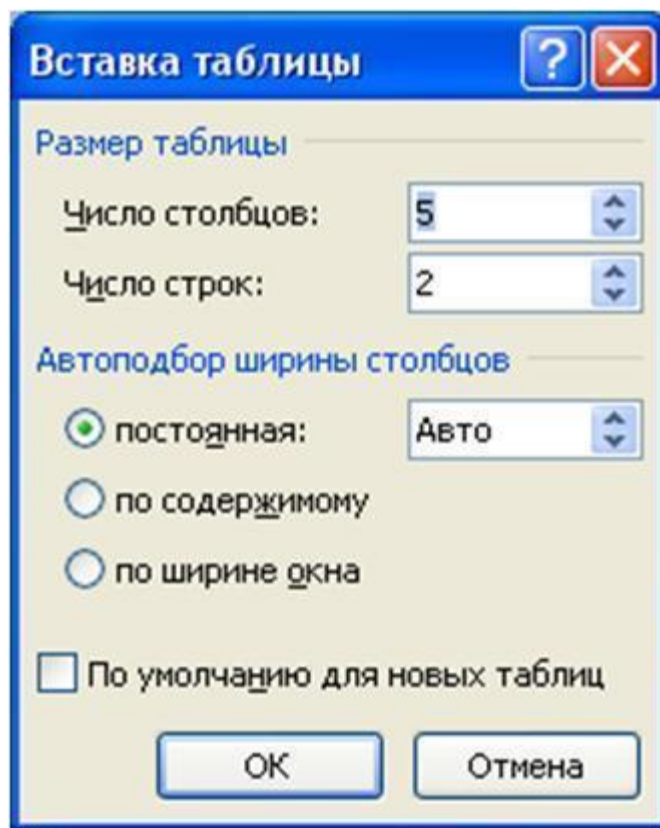 Вставка таблицы
Размер таблицы
Число столбцов: 5
Число строк: 2
Автоподбор ширины столбцов
постоянная: Авто
по содержимому
по ширине окна
По умолчанию для новых таблиц
ОК Отмена